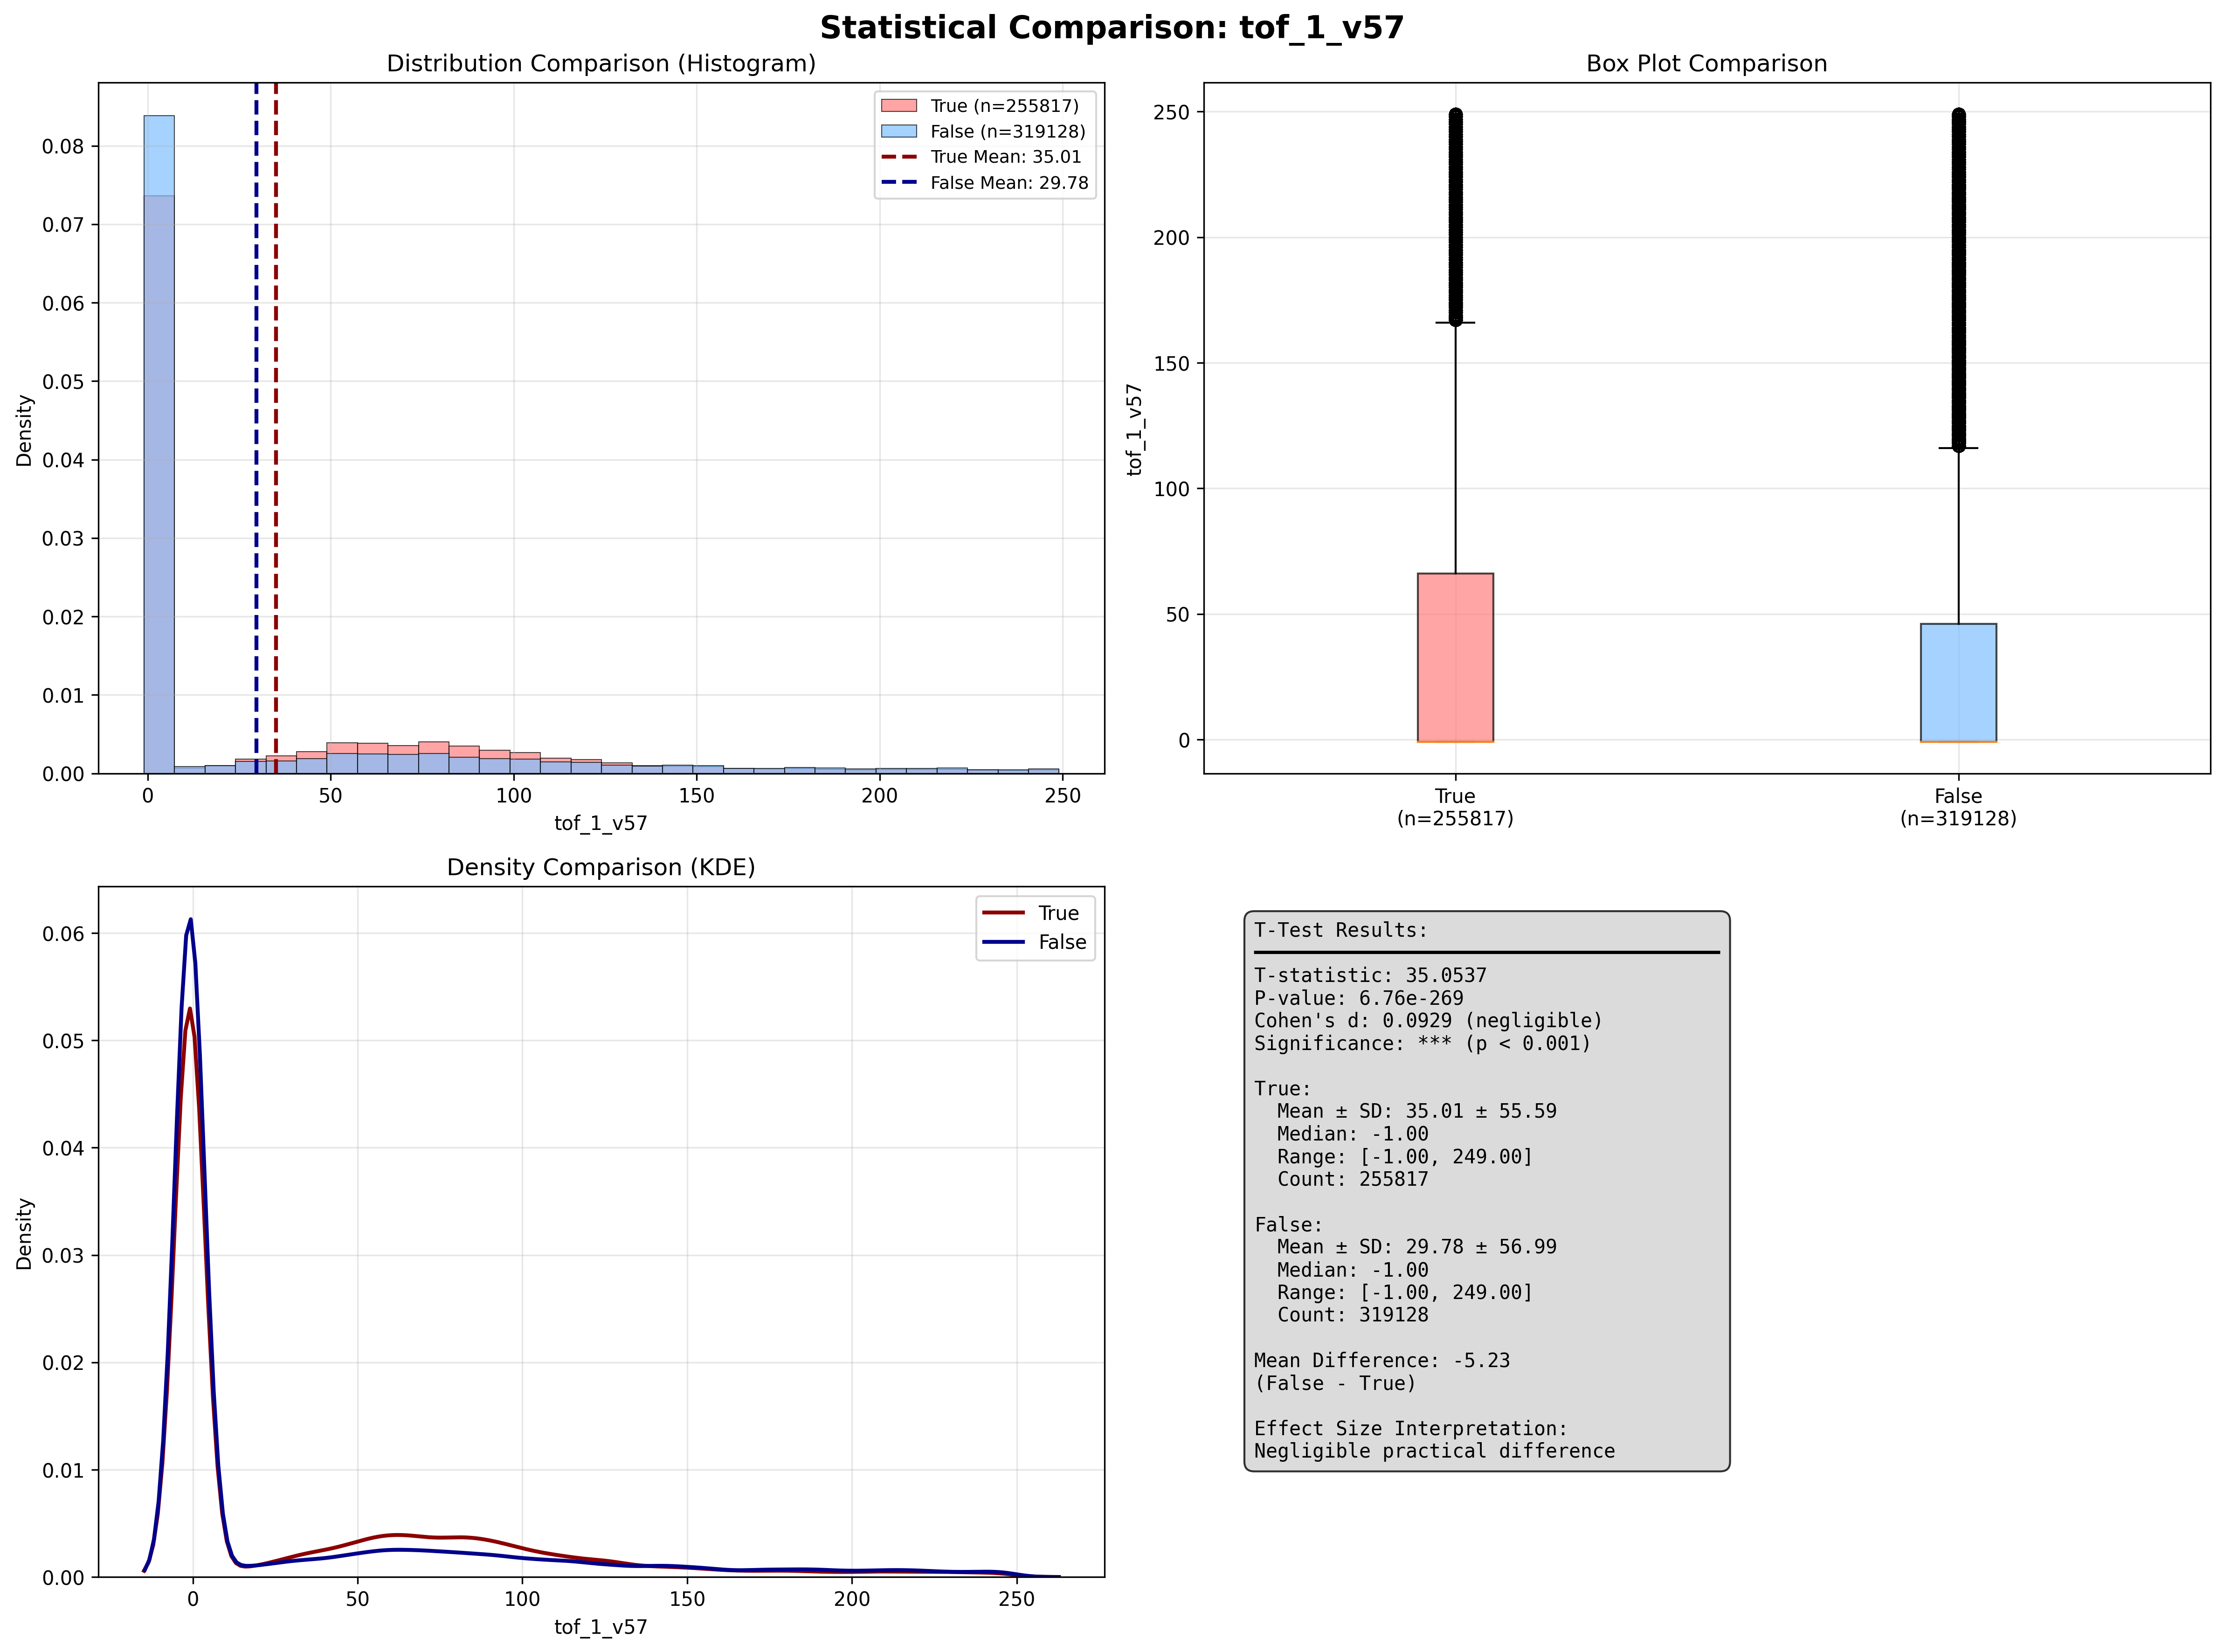 Statistical Comparison: tof_1_v57
Distribution Comparison (Histogram)
True (n=255817)
False (n=319128)
True Mean: 35.01
False Mean: 29.78
Density
0.08
0.07
0.06
0.05
0.04
0.03
0.02
0.01
0.00
0 50 100 150 200 250
tof_1_v57
Box Plot Comparison
tof_1_v57
250
200
150
100
50
0
True
(n=255817)
False
(n=319128)
Density Comparison (KDE)
True
False
Density
0.06
0.05
0.04
0.03
0.02
0.01
0.00
0 50 100 150 200 250
tof_1_v57
T-Test Results:
T-statistic: 35.0537
P-value: 6.76e-269
Cohen's d: 0.0929 (negligible)
Significance: *** (p < 0.001)
True:
Mean ± SD: 35.01 ± 55.59
Median: -1.00
Range: [-1.00, 249.00]
Count: 255817
False:
Mean ± SD: 29.78 ± 56.99
Median: -1.00
Range: [-1.00, 249.00]
Count: 319128
Mean Difference: -5.23
(False - True)
Effect Size Interpretation:
Negligible practical difference